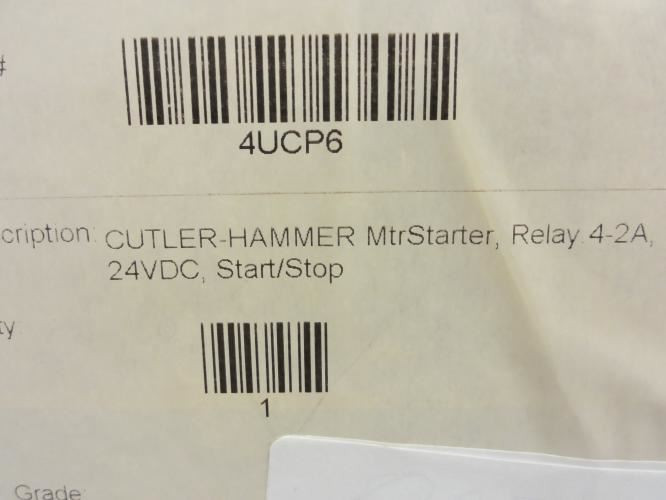 #
4UCP6
cription: CUTLER-HAMMER MtrStarter, Relay.4-2A,
24VDC, Start/Stop
ty
1
Grade: